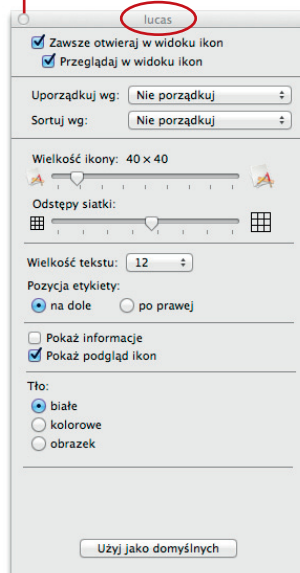 lucas
Zawsze otwieraj w widoku ikon
Przeglądaj w widoku ikon
Uporządkuj wg: Nie porządkuj
Sortuj wg: Nie porządkuj
Wielkość ikony: 40 × 40
Odstępy siatki:
Wielkość tekstu: 12
Pozycja etykiety:
na dole po prawej
Pokaż informacje
Pokaż podgląd ikon
Tło:
białe
kolorowe
obrazek
Użyj jako domyślnych